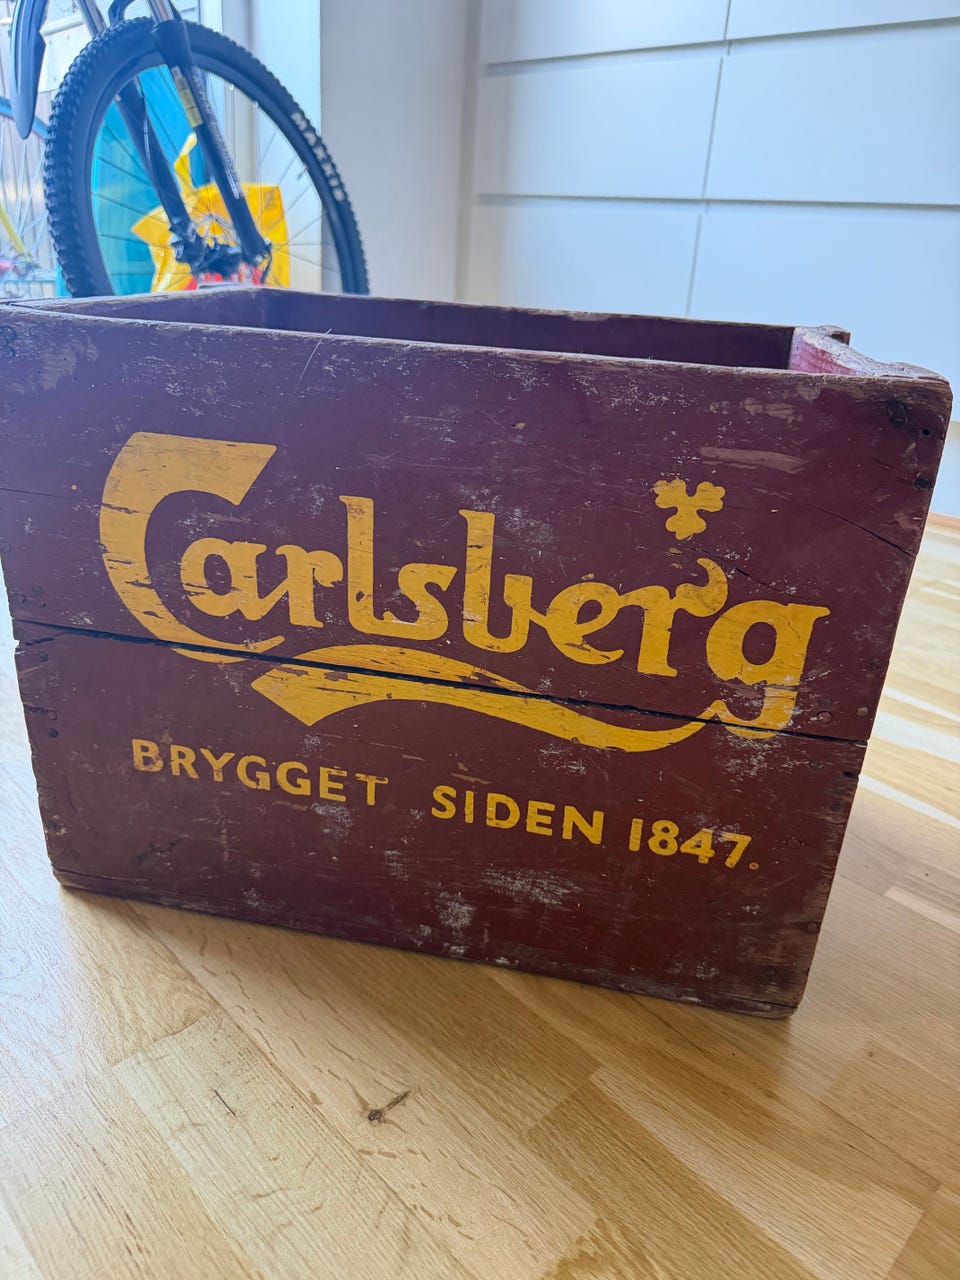 MAXXIS
Carlsberg
BRYGGET SIDEN 1847.